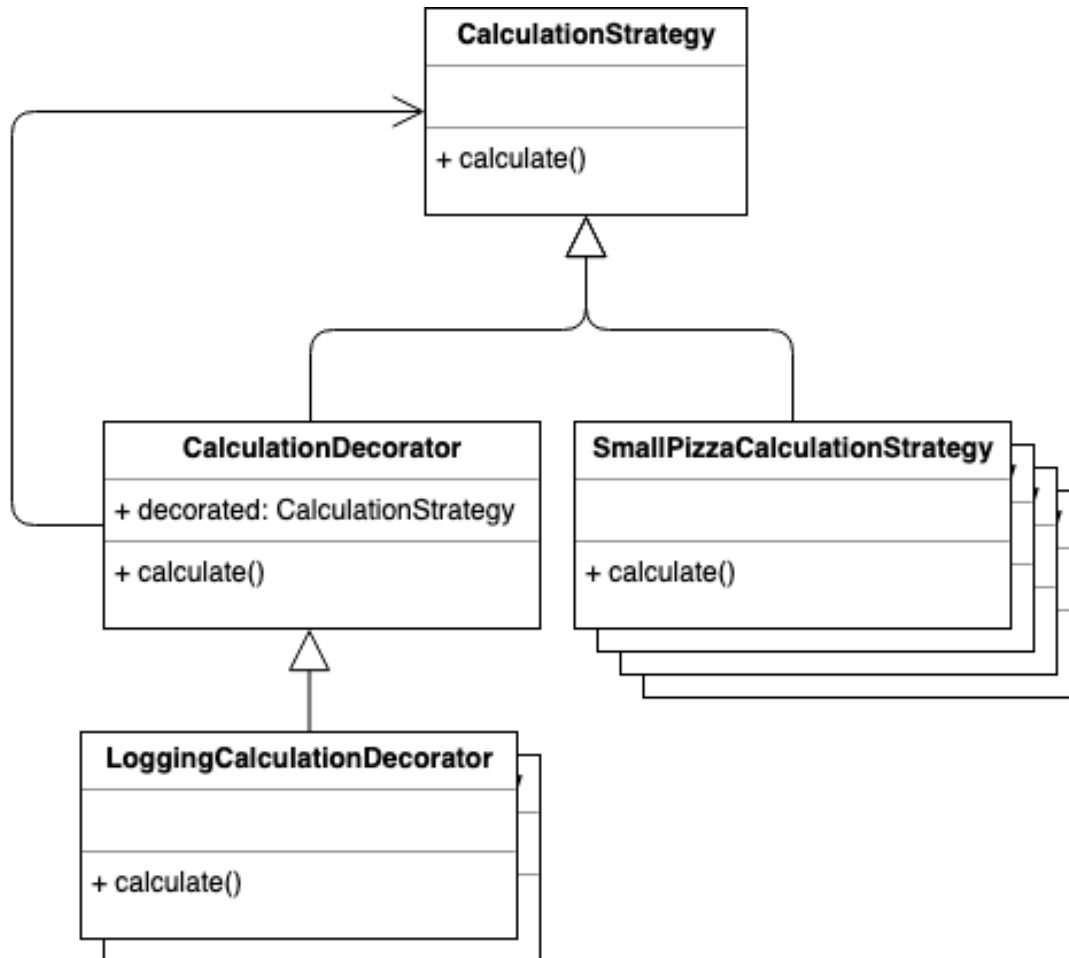 CalculationStrategy
+ calculate()
CalculationDecorator
+ decorated: CalculationStrategy
+ calculate()
SmallPizzaCalculationStrategy
+ calculate()
LoggingCalculationDecorator
+ calculate()